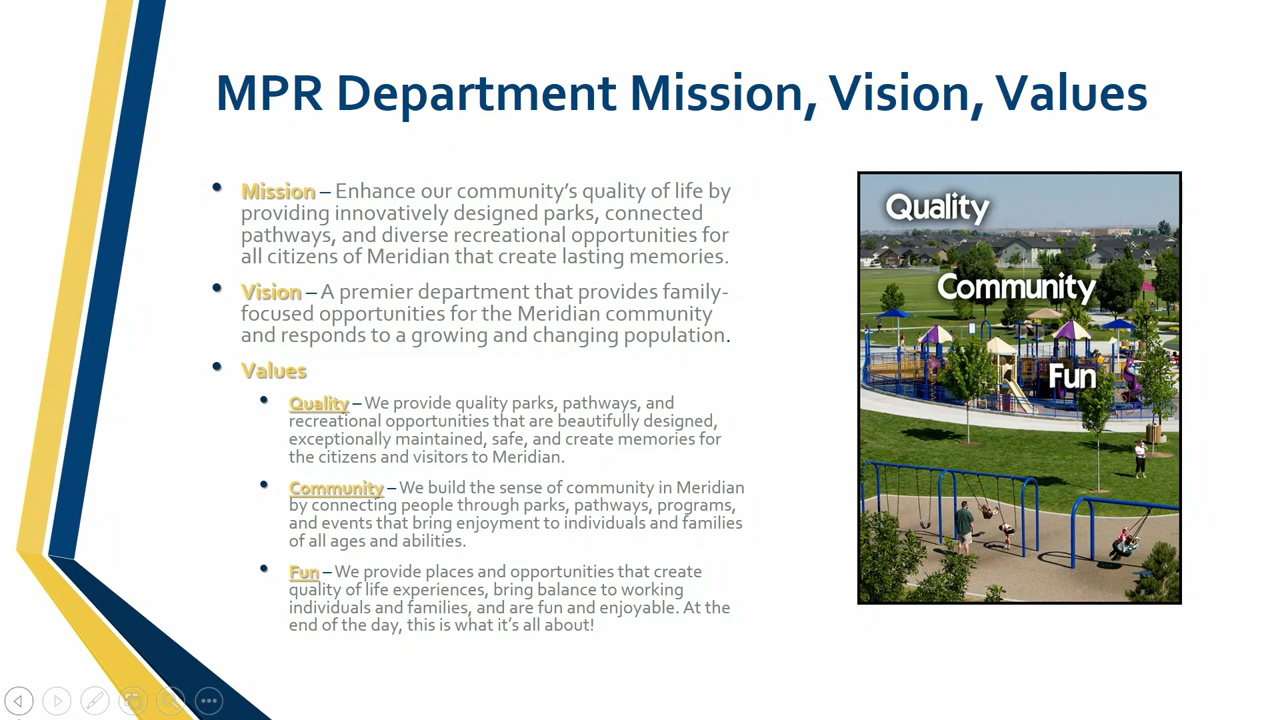 MPR Department Mission, Vision, Values
• Mission – Enhance our community's quality of life by
providing innovatively designed parks, connected
pathways, and diverse recreational opportunities for
all citizens of Meridian that create lasting memories.
• Vision – A premier department that provides family-
focused opportunities for the Meridian community
and responds to a growing and changing population.
• Values
• Quality – We provide quality parks, pathways, and
recreational opportunities that are beautifully designed,
exceptionally maintained, safe, and create memories for
the citizens and visitors to Meridian.
• Community – We build the sense of community in Meridian
by connecting people through parks, pathways, programs,
and events that bring enjoyment to individuals and families
of all ages and abilities.
• Fun – We provide places and opportunities that create
quality of life experiences, bring balance to working
individuals and families, and are fun and enjoyable. At the
end of the day, this is what it's all about!
Quality
Community
Fun